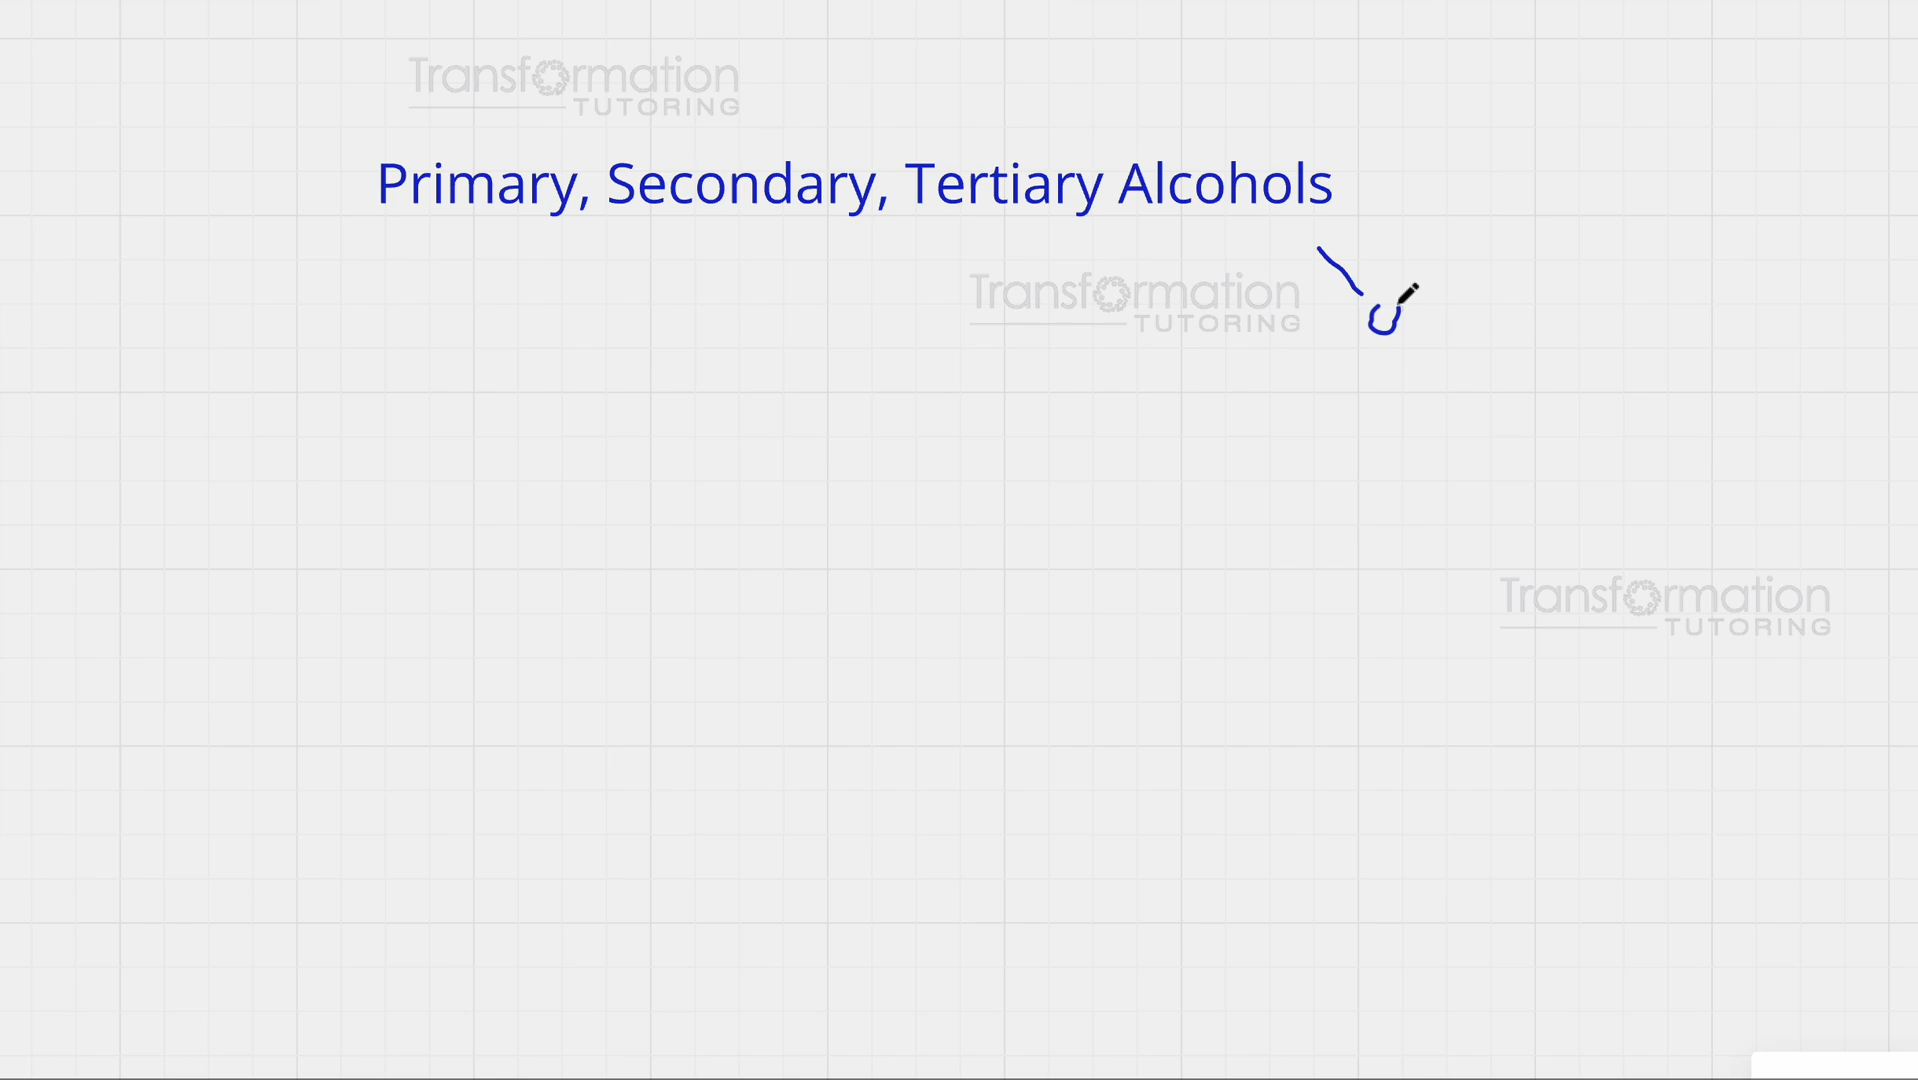 Transformation
TUTORING
Primary, Secondary, Tertiary Alcohols
Transformation
TUTORING
Transformation
TUTORING